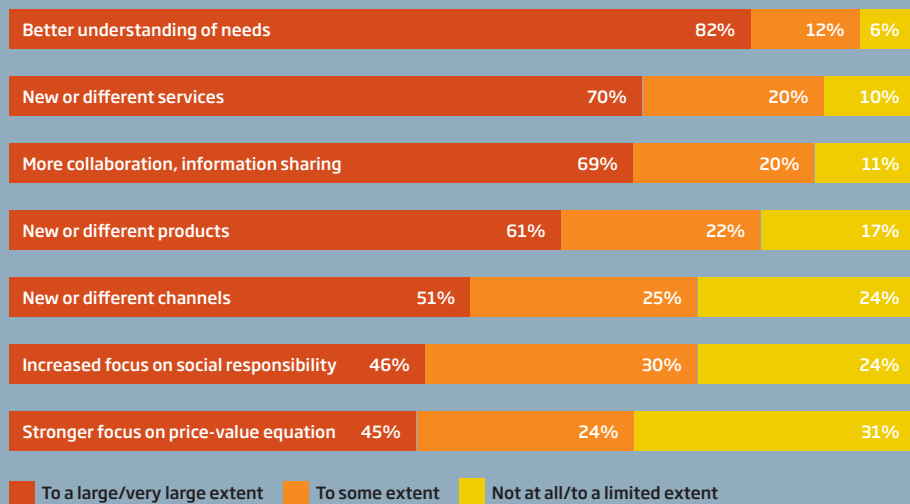 Better understanding of needs 82% 12% 6%
New or different services 70% 20% 10%
More collaboration, information sharing 69% 20% 11%
New or different products 61% 22% 17%
New or different channels 51% 25% 24%
Increased focus on social responsibility 46% 30% 24%
Stronger focus on price-value equation 45% 24% 31%
To a large/very large extent To some extent Not at all/to a limited extent